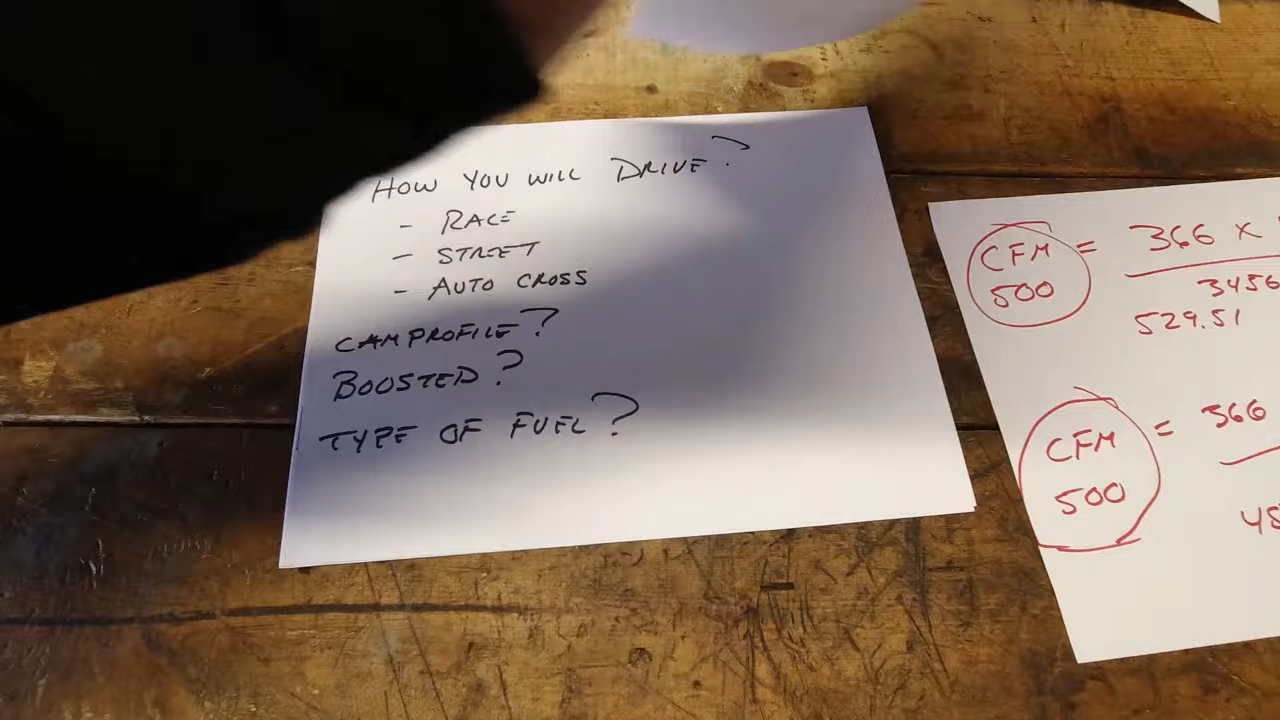 HOW YOU WILL DRIVE?
- RACE
- STREET
- AUTO CROSS
CAM PROFILE?
BOOSTED?
TYPE OF FUEL?
CFM = 366 x
500 3456
529.51
CFM = 366
500